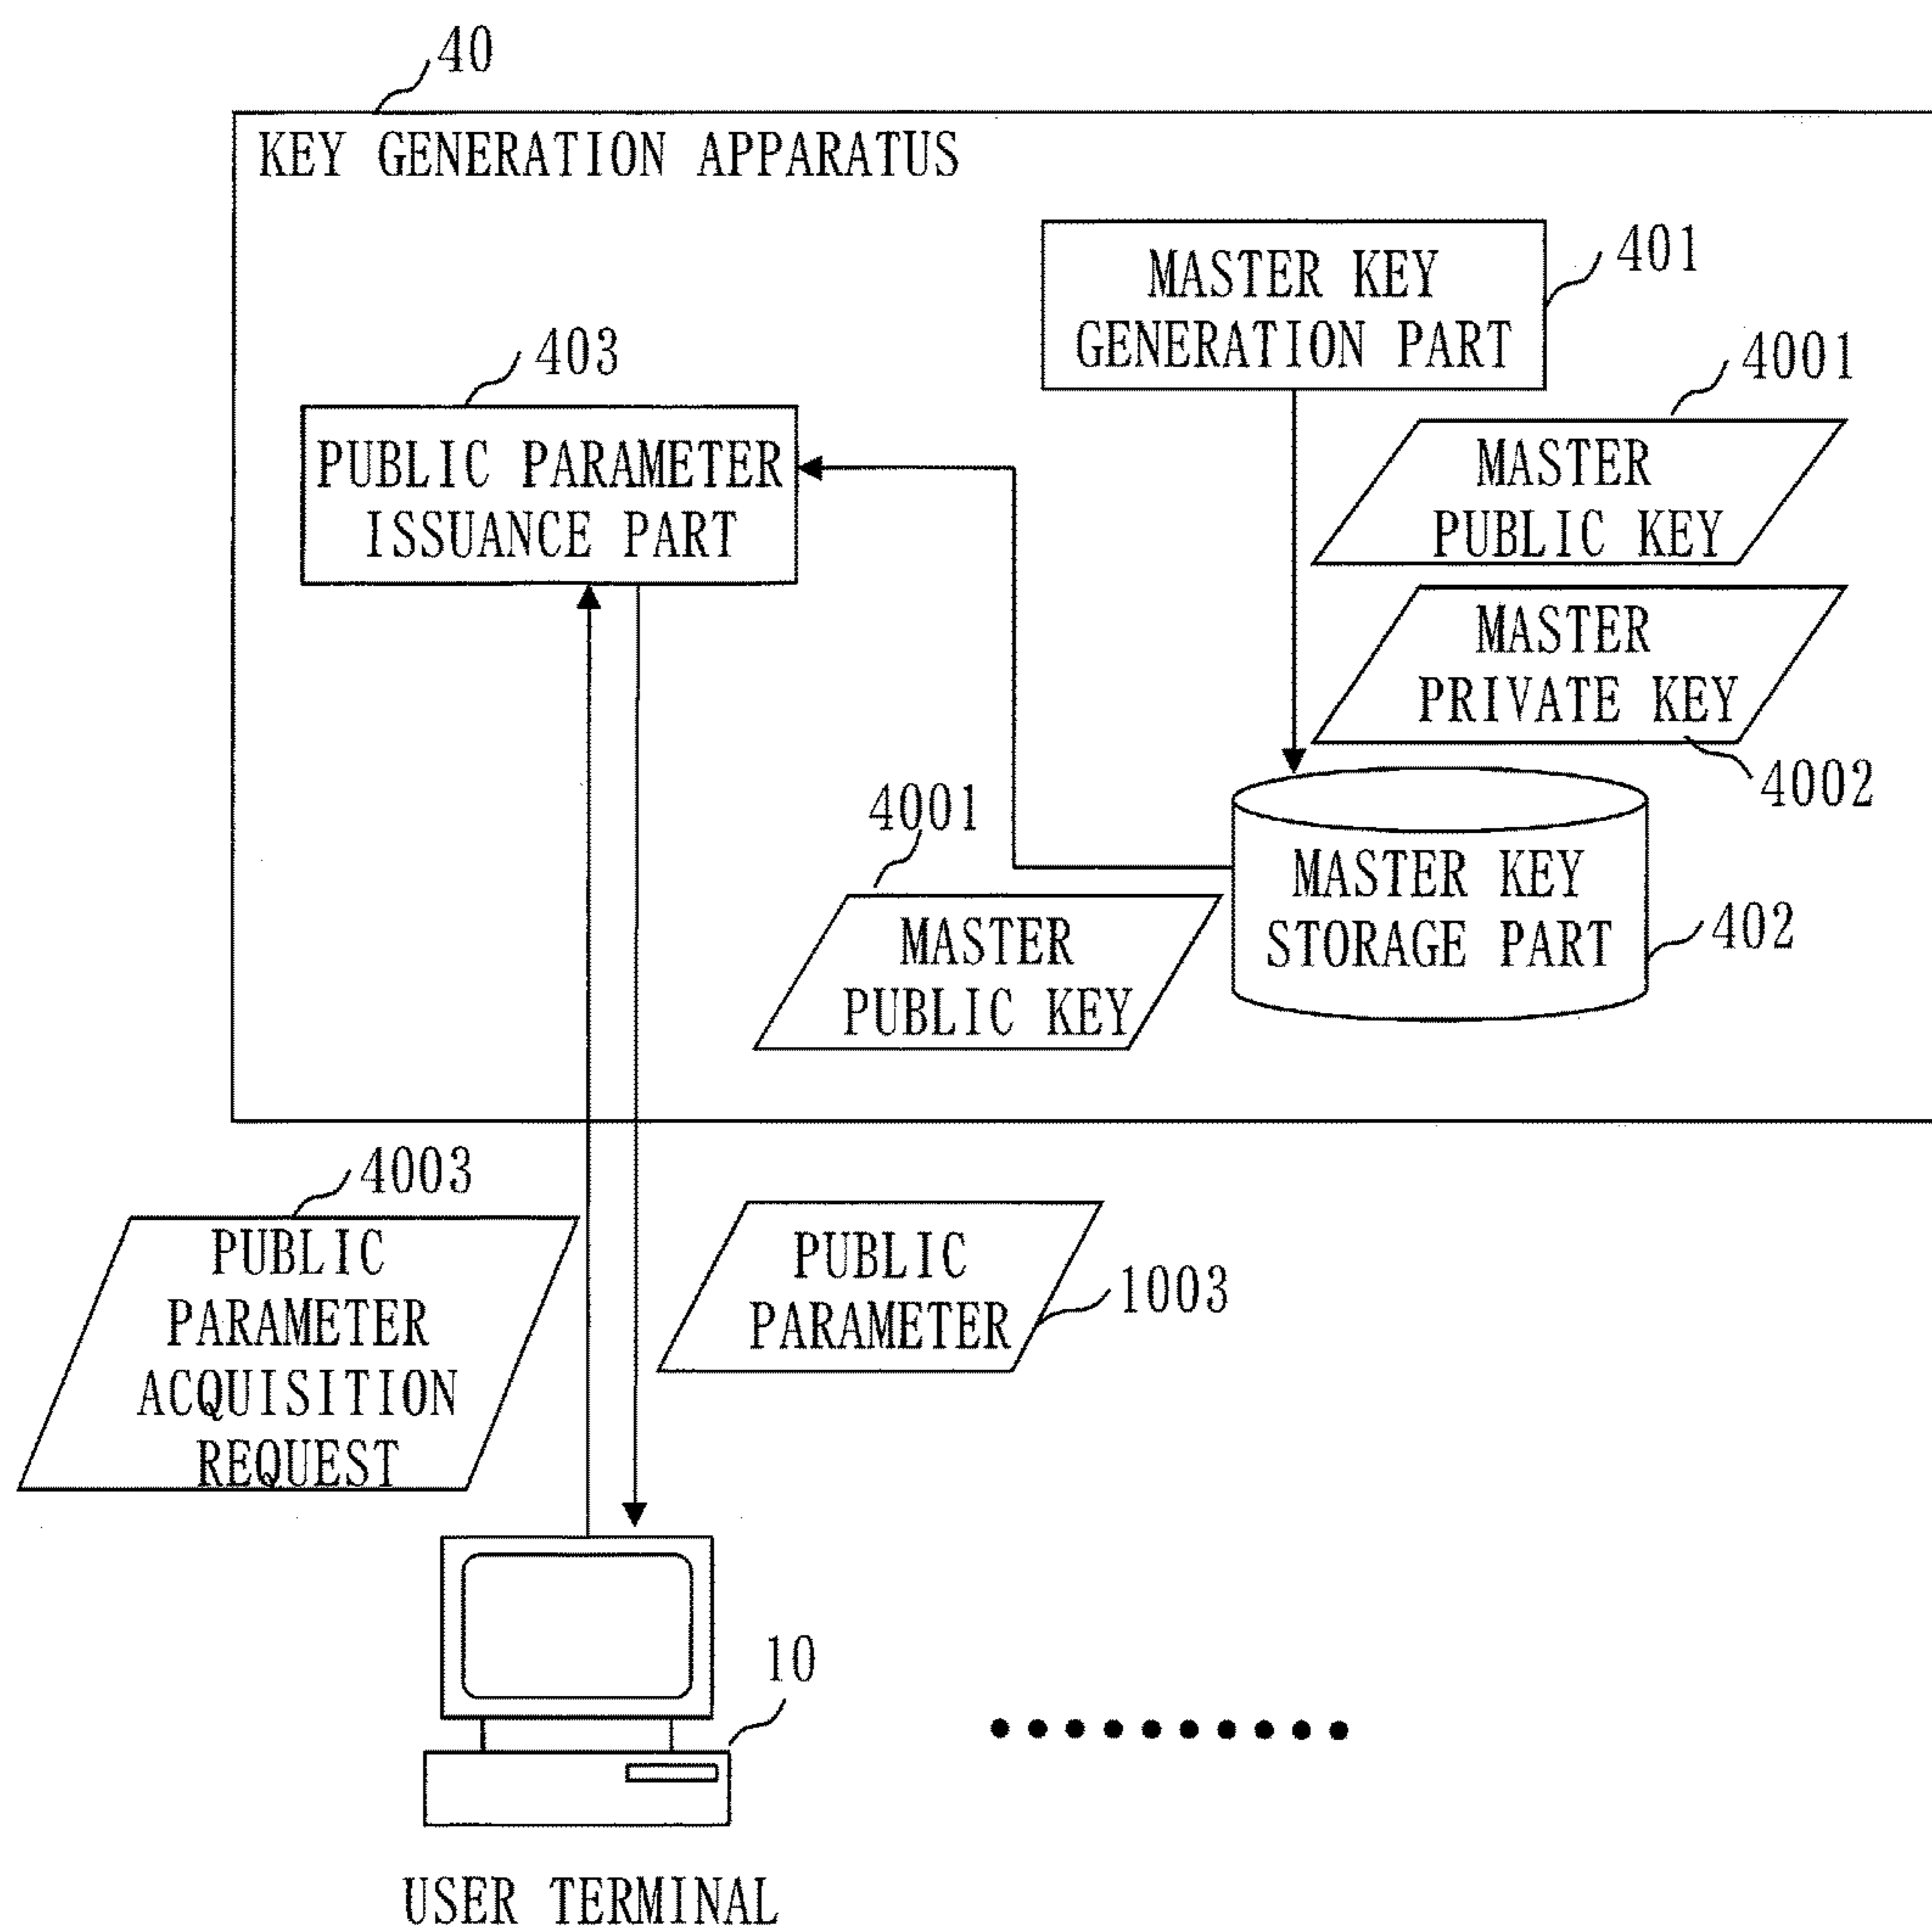 40
KEY GENERATION APPARATUS
MASTER KEY
GENERATION PART
401
403
PUBLIC PARAMETER
ISSUANCE PART
4001
MASTER
PUBLIC KEY
MASTER
PRIVATE KEY
4002
4001
MASTER
PUBLIC KEY
MASTER KEY
STORAGE PART
402
4003
PUBLIC
PARAMETER
ACQUISITION
REQUEST
PUBLIC
PARAMETER
1003
10
USER TERMINAL